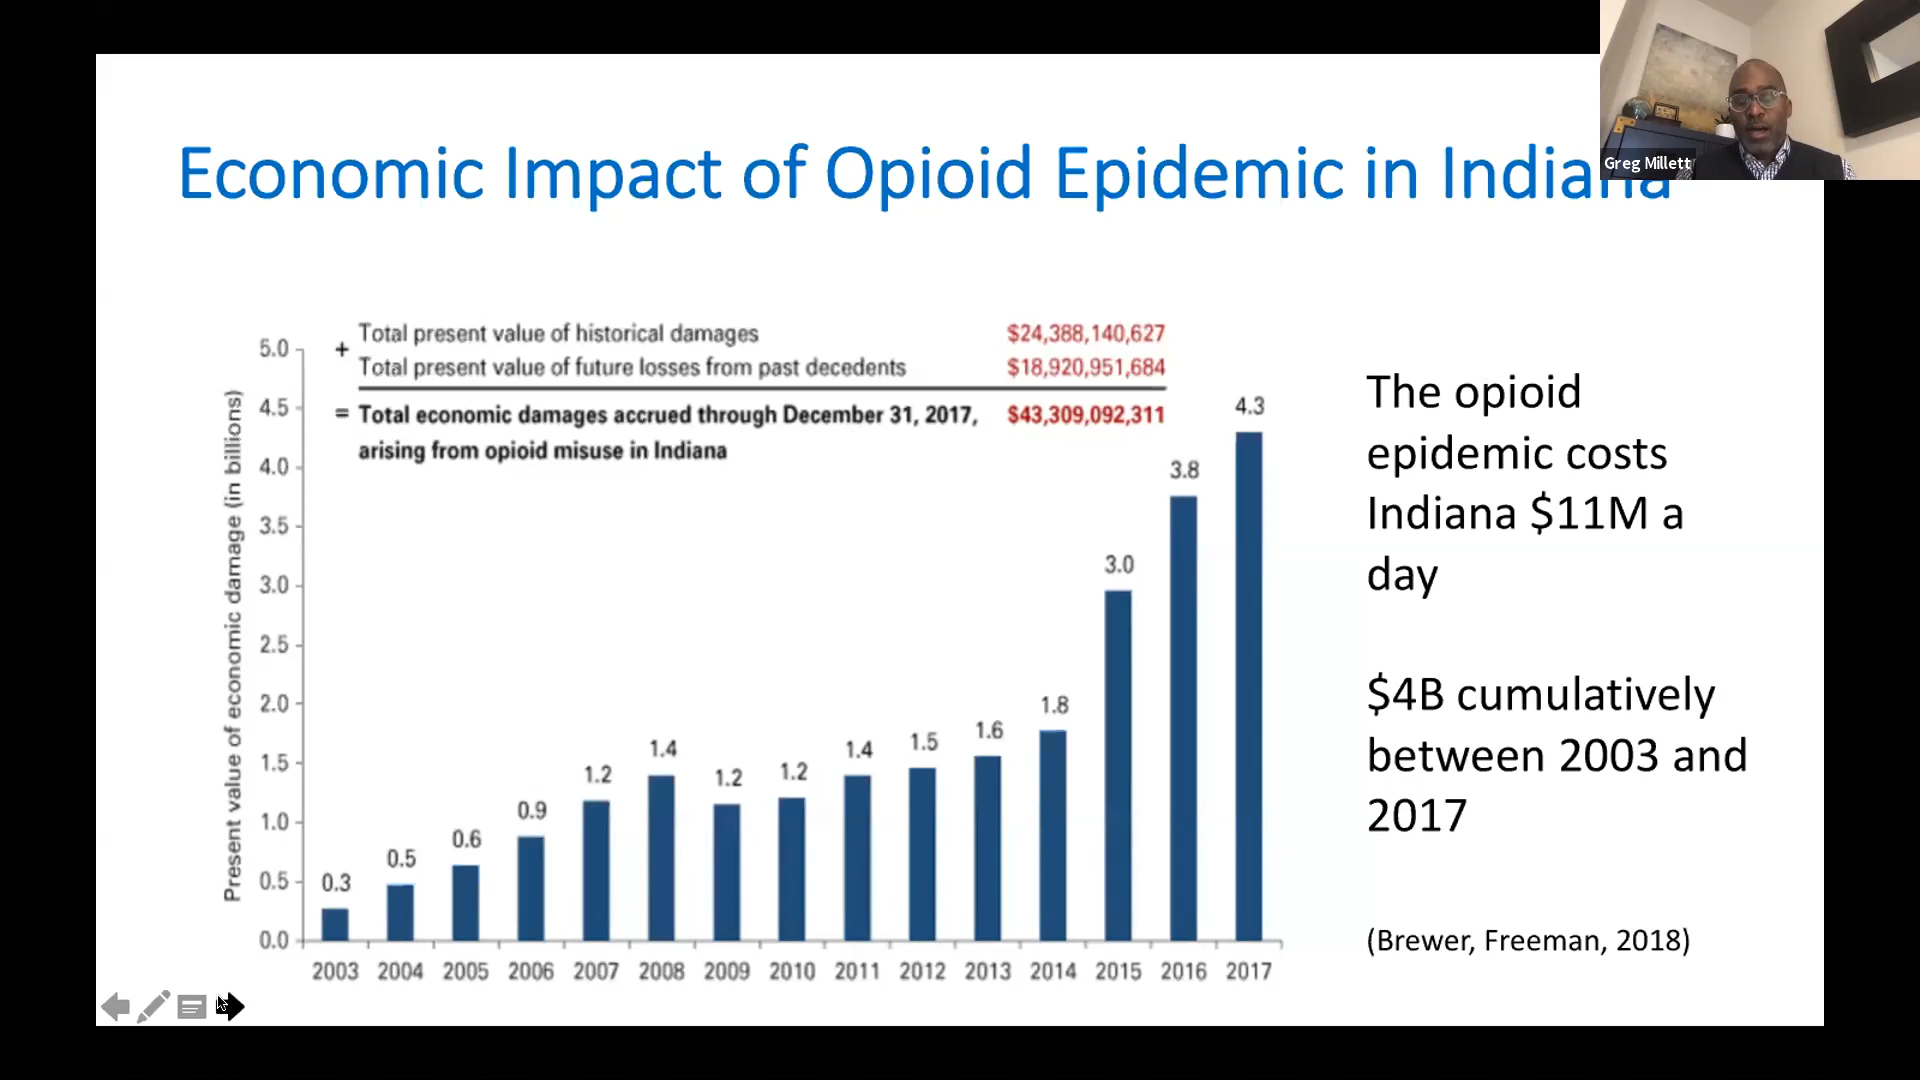 Economic Impact of Opioid Epidemic in Indiana
Greg Millett
+ Total present value of historical damages $24,388,140,627
Total present value of future losses from past decedents $18,920,951,684
= Total economic damages accrued through December 31, 2017, $43,309,092,311
arising from opioid misuse in Indiana
Present value of economic damage (in billions)
5.0
4.5
4.0
3.5
3.0
2.5
2.0
1.5
1.0
0.5
0.0
0.3
0.5
0.6
0.9
1.2
1.4
1.2
1.2
1.4
1.5
1.6
1.8
3.0
3.8
4.3
2003 2004 2005 2006 2007 2008 2009 2010 2011 2012 2013 2014 2015 2016 2017
The opioid
epidemic costs
Indiana $11M a
day
$4B cumulatively
between 2003 and
2017
(Brewer, Freeman, 2018)